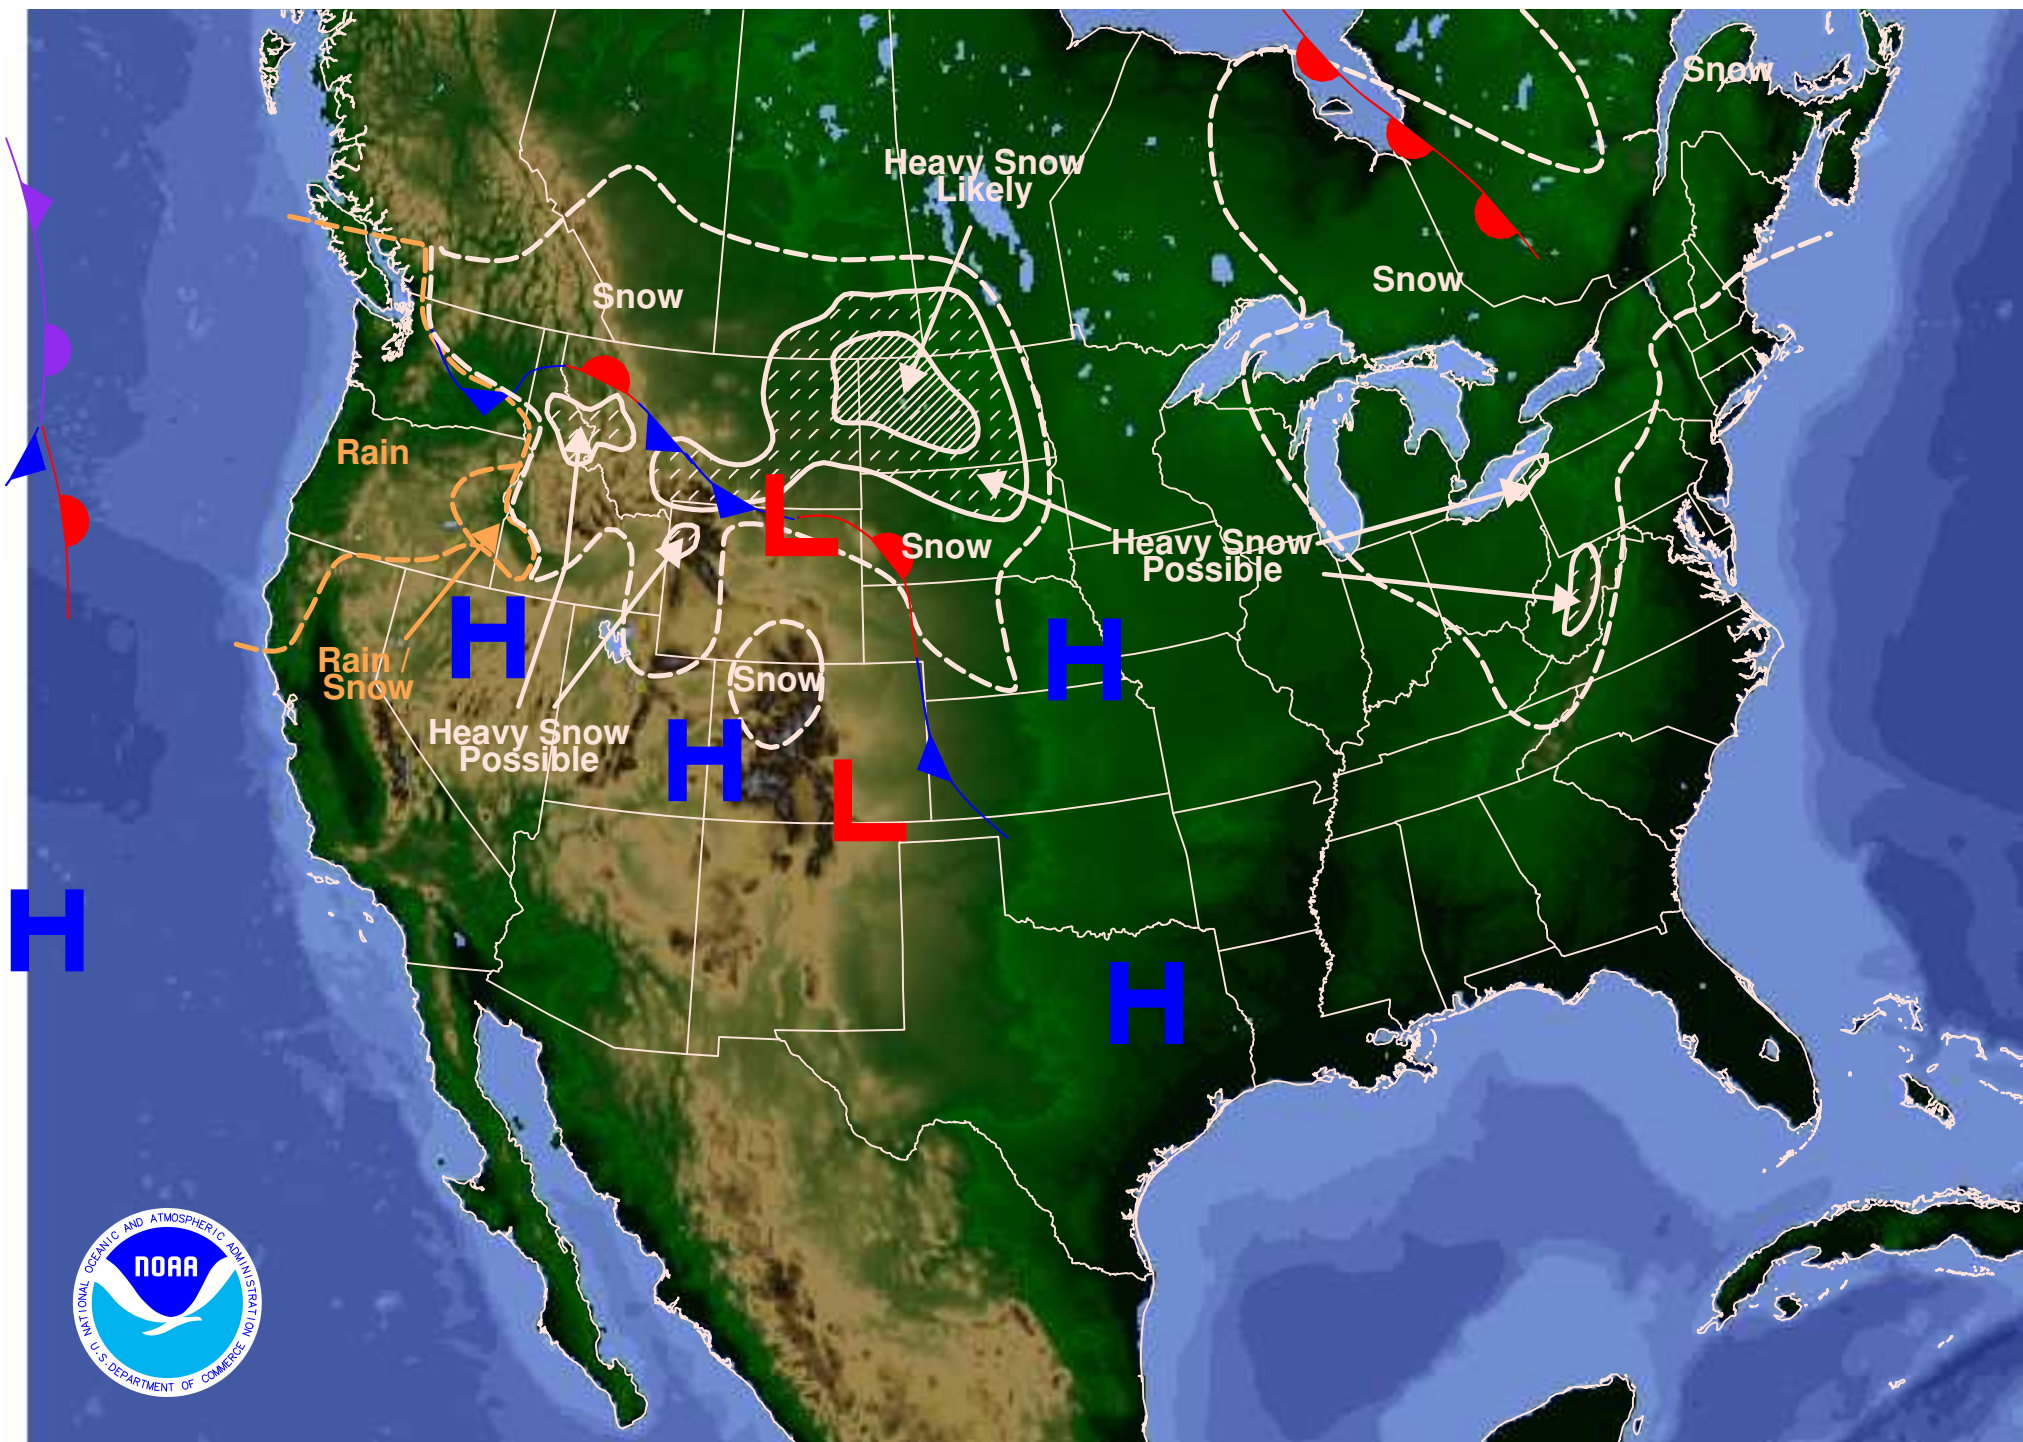 Snow
Heavy Snow
Likely
Snow
Snow
Rain
Snow
Heavy Snow
Possible
Rain /
Snow
Snow
Heavy Snow
Possible
H
H
H
H
H
L
L
NOAA
NATIONAL OCEANIC AND ATMOSPHERIC ADMINISTRATION
U.S. DEPARTMENT OF COMMERCE